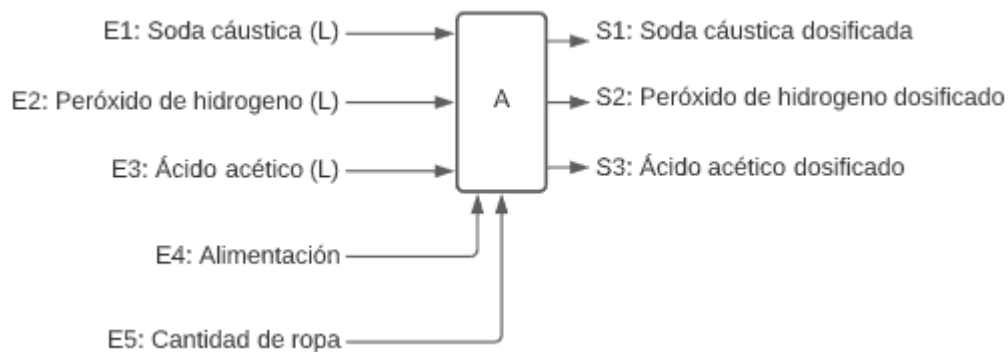 E1: Soda cáustica (L)
S1: Soda cáustica dosificada
E2: Peróxido de hidrogeno (L)
A
S2: Peróxido de hidrogeno dosificado
E3: Ácido acético (L)
S3: Ácido acético dosificado
E4: Alimentación
E5: Cantidad de ropa